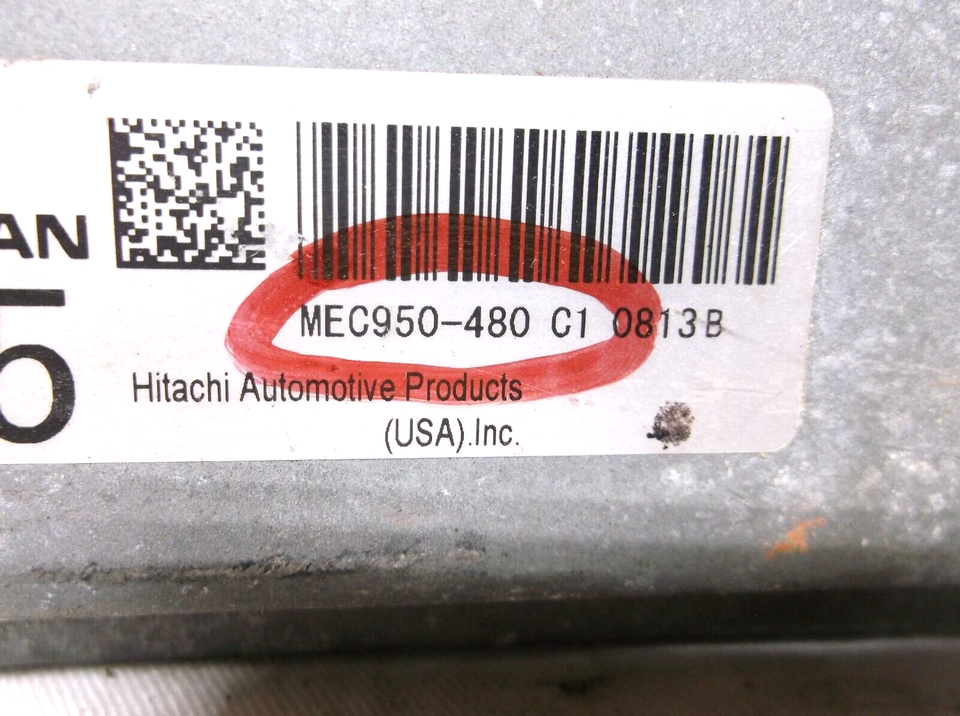 AN
MEC950-480 C1 0813B
Hitachi Automotive Products
(USA).Inc.